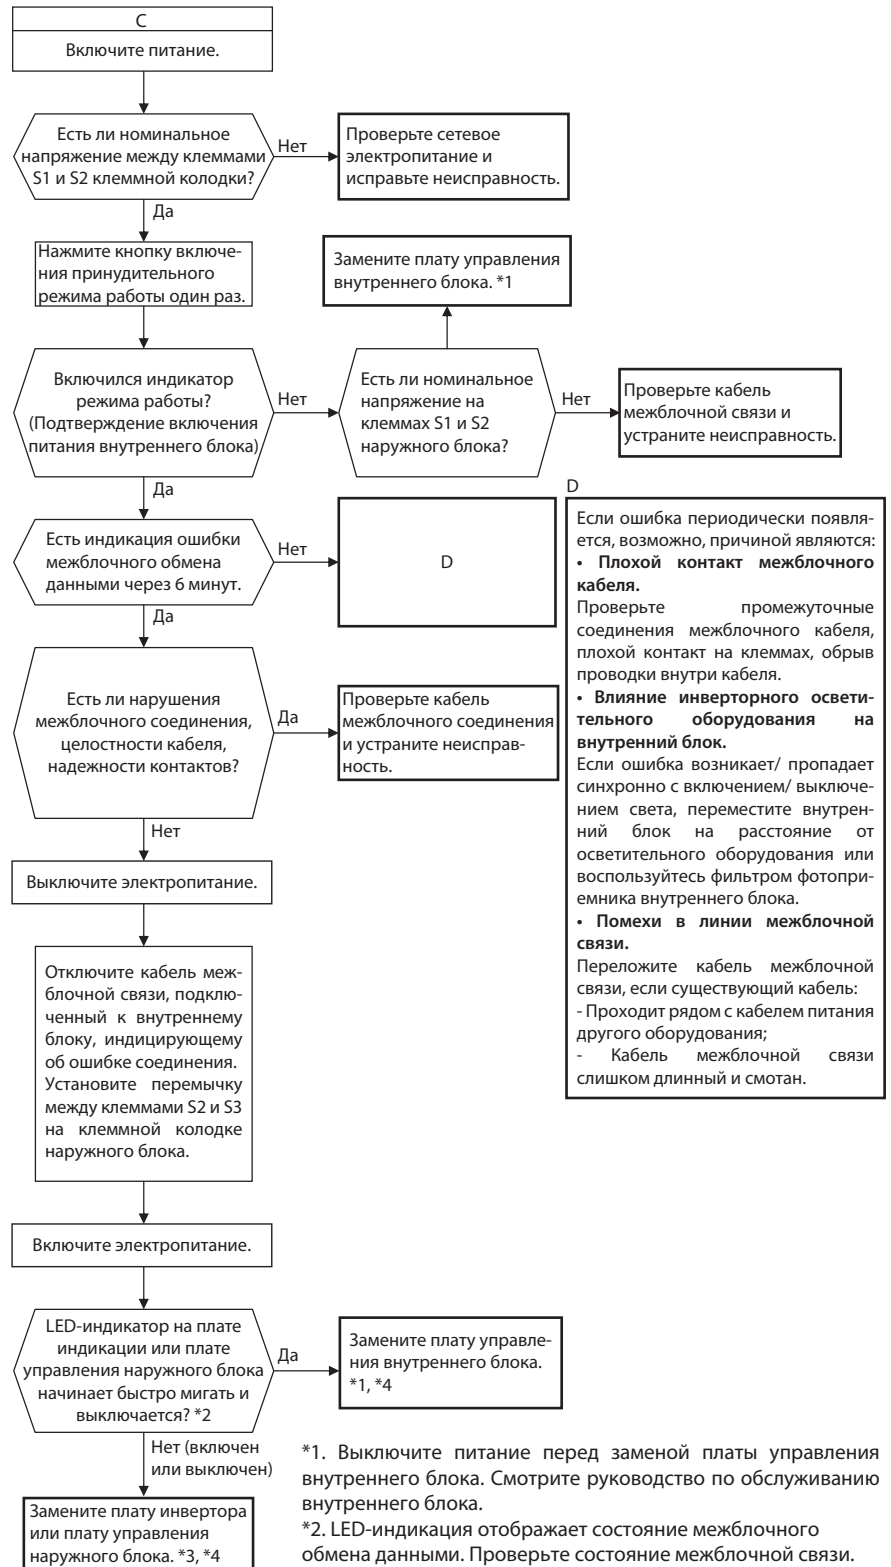 C
Включите питание.
Есть ли номинальное
напряжение между клеммами
S1 и S2 клеммной колодки?
Нет
Проверьте сетевое
электропитание и
исправьте неисправность.
Да
Нажмите кнопку включе-
ния принудительного
режима работы один раз.
Замените плату управления
внутреннего блока. *1
Включился индикатор
режима работы?
(Подтверждение включения
питания внутреннего блока)
Нет
Есть ли номинальное
напряжение на
клеммах S1 и S2
наружного блока?
Нет
Проверьте кабель
межблочной связи и
устраните неисправность.
Да
Есть индикация ошибки
межблочного обмена
данными через 6 минут.
Нет
D
Да
Есть ли нарушения
межблочного соединения,
целостности кабеля,
надежности контактов?
Да
Проверьте кабель
межблочного соединения
и устраните неисправ-
ность.
Нет
Выключите электропитание.
Отключите кабель меж-
блочной связи, подклю-
ченный к внутреннему
блоку, индицирующему
об ошибке соединения.
Установите перемычку
между клеммами S2 и S3
на клеммной колодке
наружного блока.
Включите электропитание.
LED-индикатор на плате
индикации или плате
управления наружного блока
начинает быстро мигать и
выключается? *2
Да
Замените плату управле-
ния внутреннего блока.
*1, *4
Нет (включен
или выключен)
Замените плату инвертора
или плату управления
наружного блока. *3, *4
D
Если ошибка периодически появля-
ется, возможно, причиной являются:
• Плохой контакт межблочного
кабеля.
Проверьте промежуточные
соединения межблочного кабеля,
плохой контакт на клеммах, обрыв
проводки внутри кабеля.
• Влияние инверторного освети-
тельного оборудования на
внутренний блок.
Если ошибка возникает/ пропадает
синхронно с включением/ выключе-
нием света, переместите внутрен-
ний блок на расстояние от
осветительного оборудования или
воспользуйтесь фильтром фотопри-
емника внутреннего блока.
• Помехи в линии межблочной
связи.
Переложите кабель межблочной
связи, если существующий кабель:
- Проходит рядом с кабелем питания
другого оборудования;
- Кабель межблочной связи
слишком длинный и смотан.
*1. Выключите питание перед заменой платы управления
внутреннего блока. Смотрите руководство по обслуживанию
внутреннего блока.
*2. LED-индикация отображает состояние межблочного
обмена данными. Проверьте состояние межблочной связи.